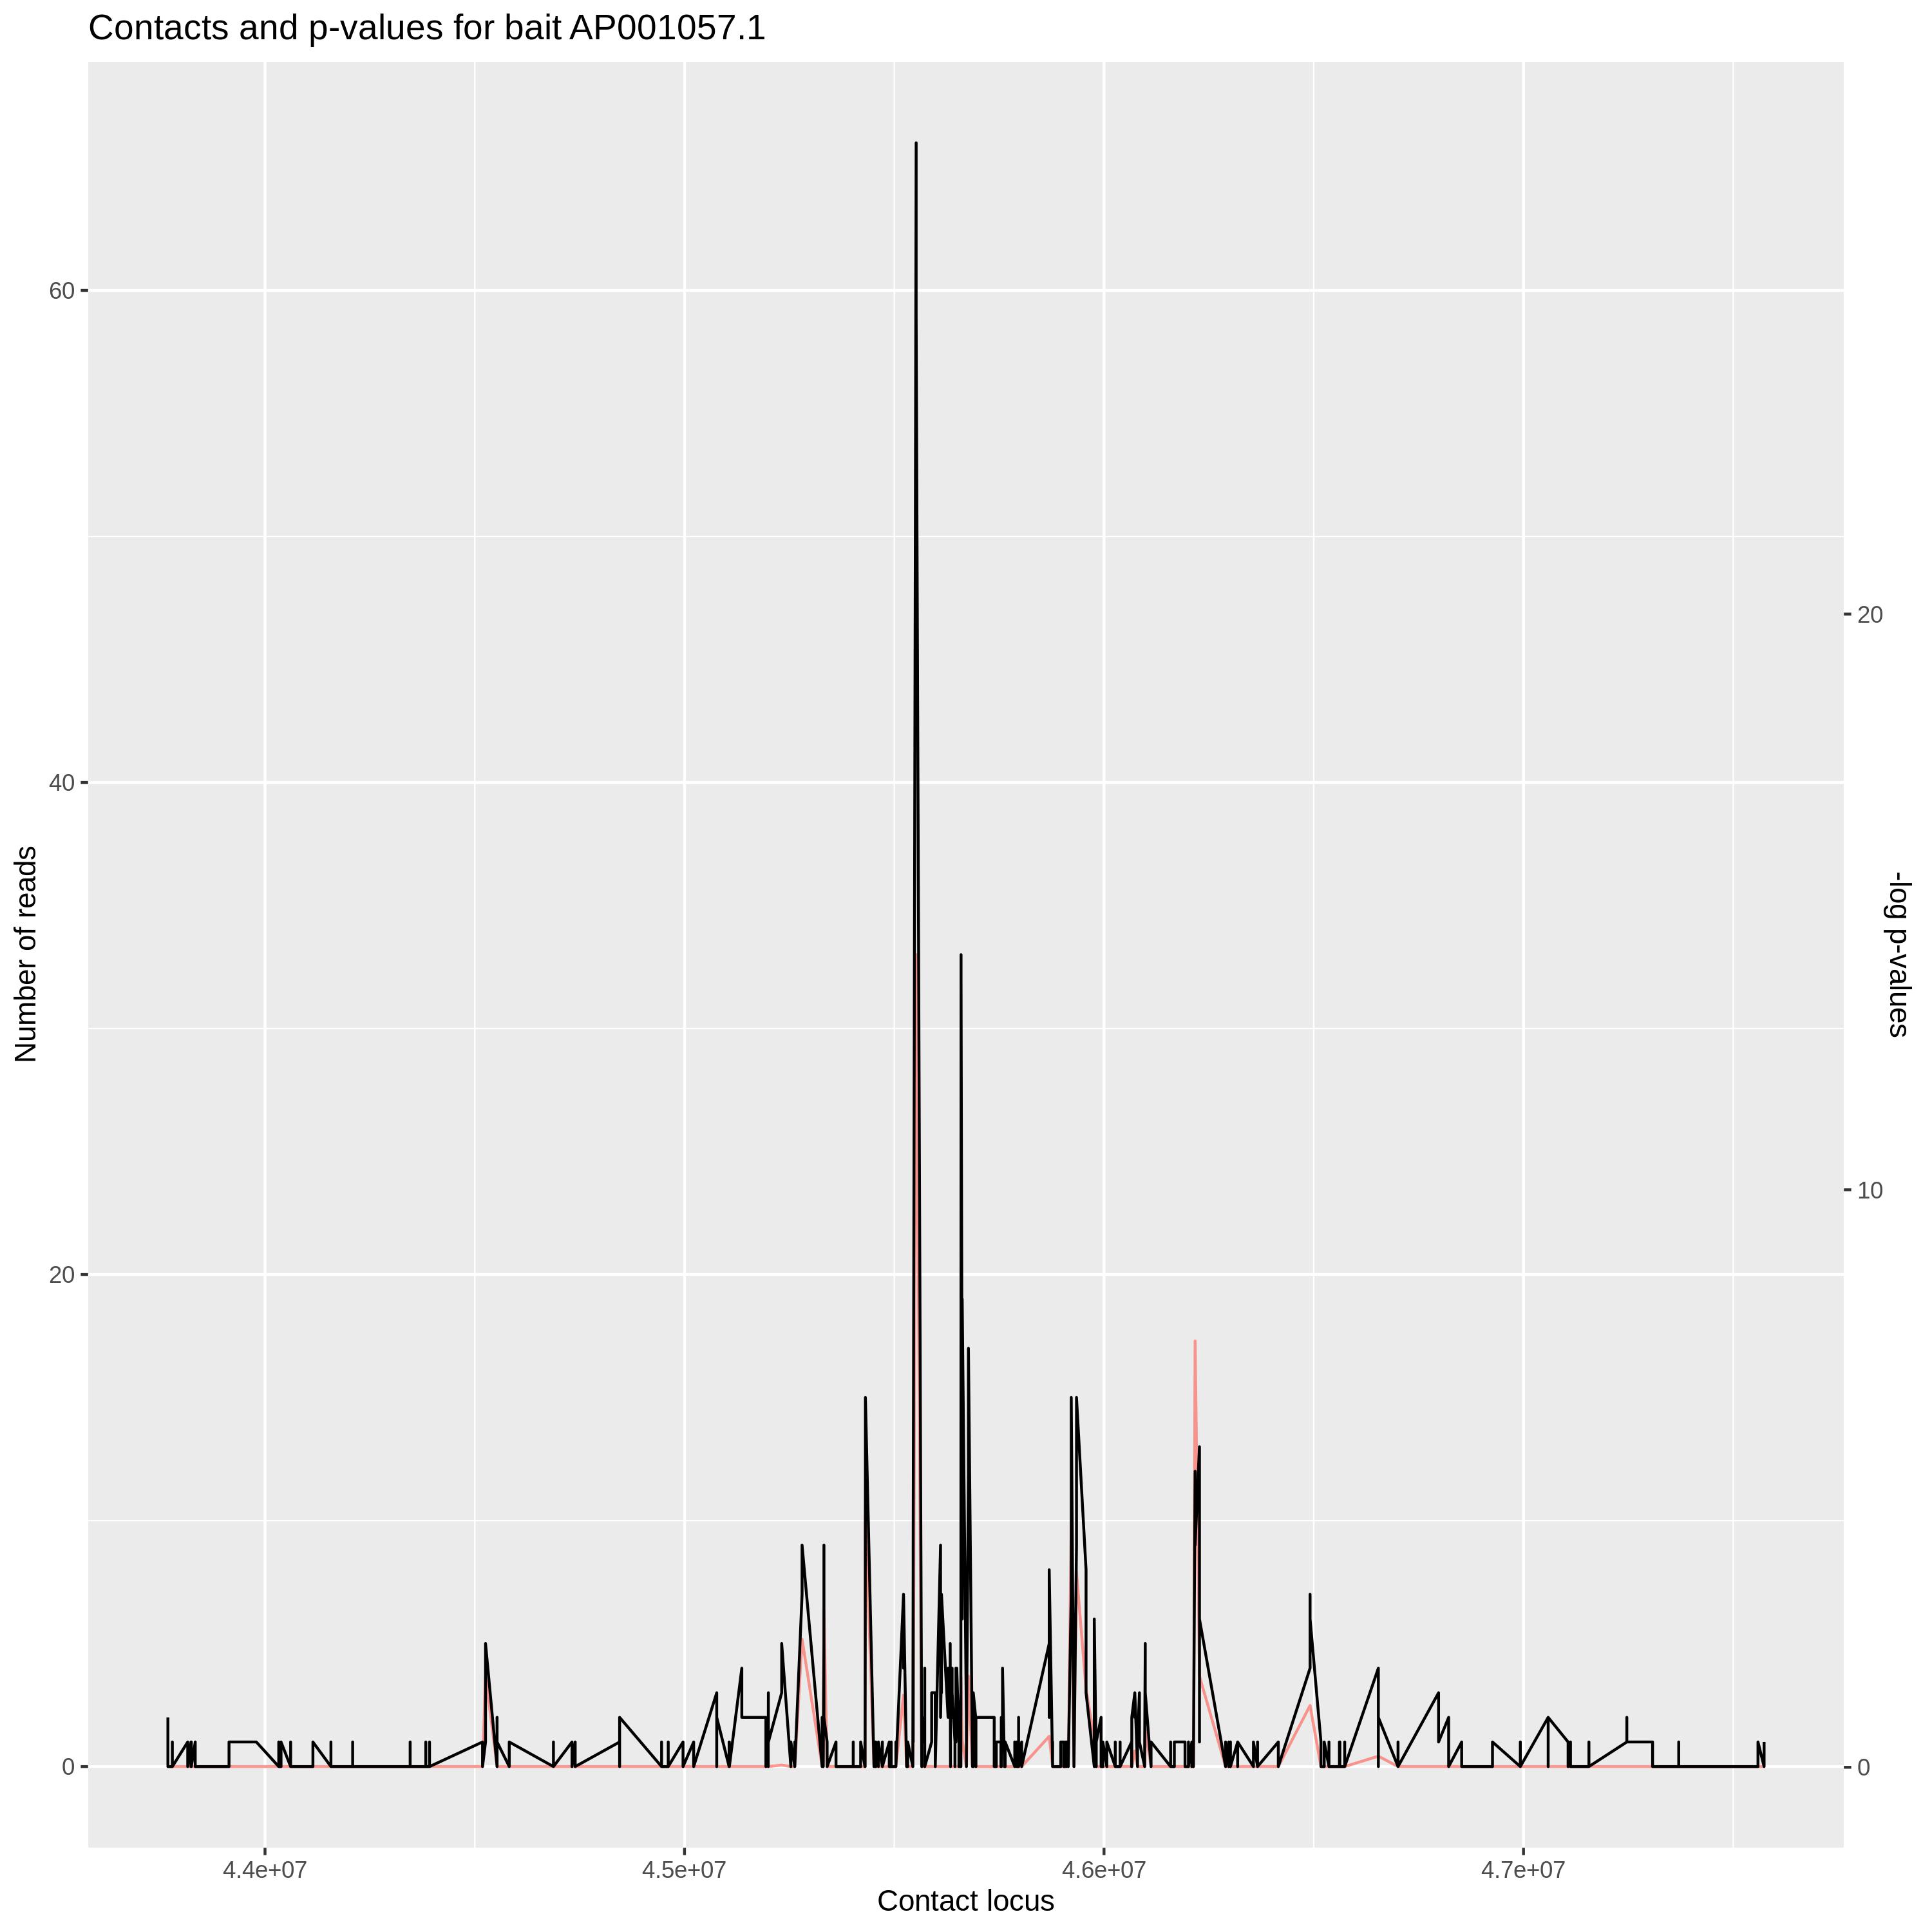 Contacts and p-values for bait AP001057.1
60
40
20
0
Number of reads
20
10
0
-log p-values
4.4e+07
4.5e+07
4.6e+07
4.7e+07
Contact locus